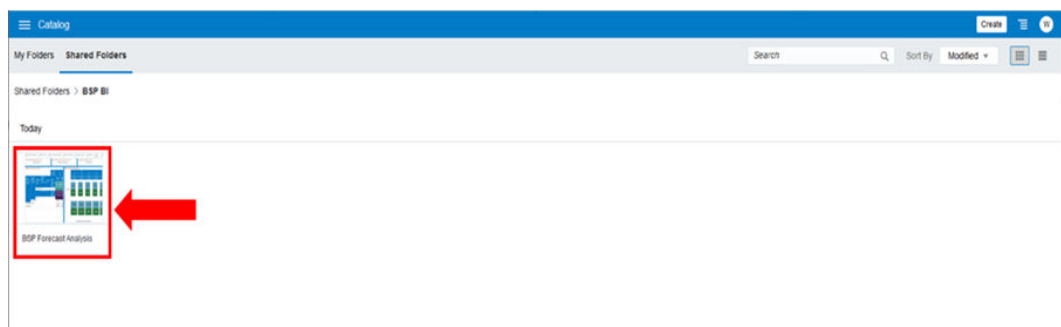 Catalog
Create
W
My Folders Shared Folders
Search
Sort By Modified
Shared Folders > BSP BI
Today
BSP Forecast Analysis